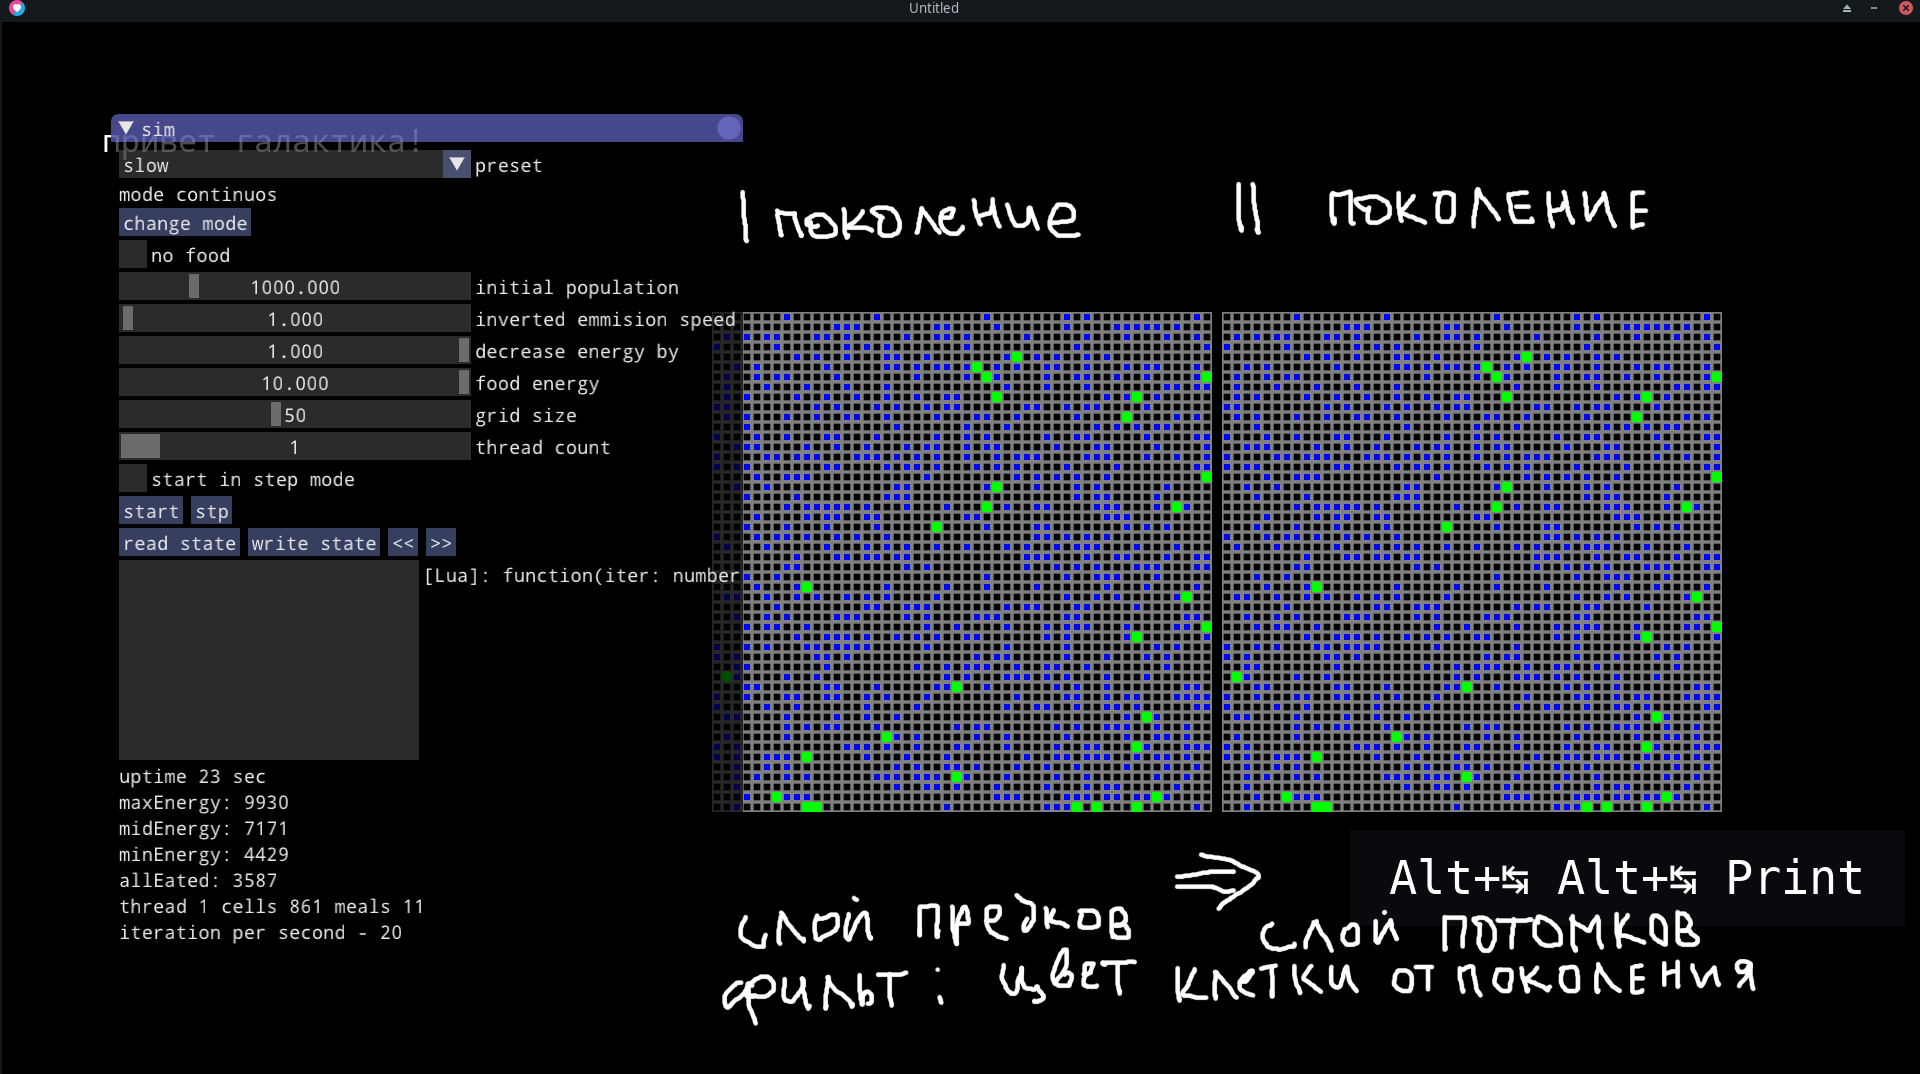 Untitled
sim
привет галактика!
slow preset
mode continuos
change mode
no food
1000.000 initial population
1.000 inverted emmision speed
1.000 decrease energy by
10.000 food energy
50 grid size
1 thread count
start in step mode
start stp
read state write state << >>
[Lua]: function(iter: number
uptime 23 sec
maxEnergy: 9930
midEnergy: 7171
minEnergy: 4429
allEated: 3587
thread 1 cells 861 meals 11
iteration per second - 20
I поколение
II поколение
Alt+↹ Alt+↹ Print
слой предков ⇒ слой потомков
фильт: цвет клетки от поколения